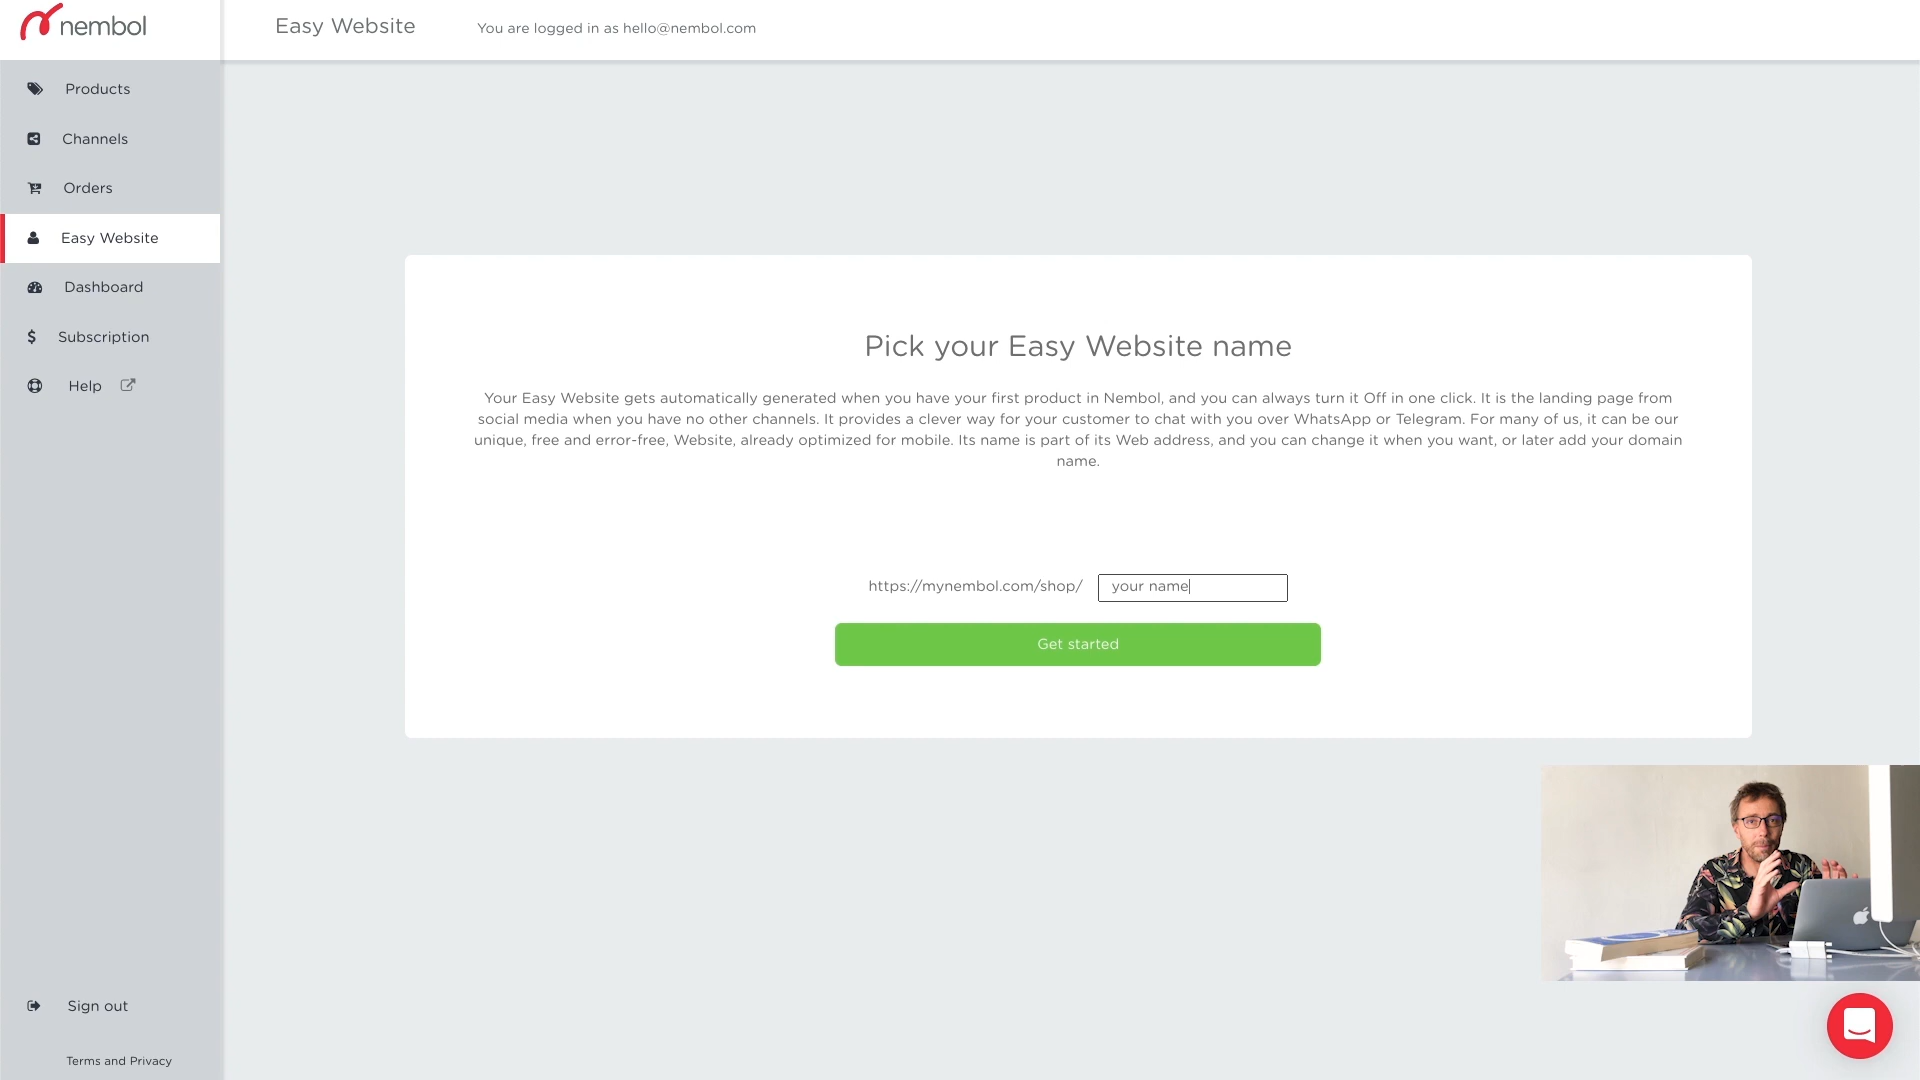 nembol
Easy Website
You are logged in as hello@nembol.com
Products
Channels
Orders
Easy Website
Dashboard
Subscription
Help
Pick your Easy Website name
Your Easy Website gets automatically generated when you have your first product in Nembol, and you can always turn it Off in one click. It is the landing page from
social media when you have no other channels. It provides a clever way for your customer to chat with you over WhatsApp or Telegram. For many of us, it can be our
unique, free and error-free, Website, already optimized for mobile. Its name is part of its Web address, and you can change it when you want, or later add your domain
name.
https://mynembol.com/shop/ your name
Get started
Sign out
Terms and Privacy